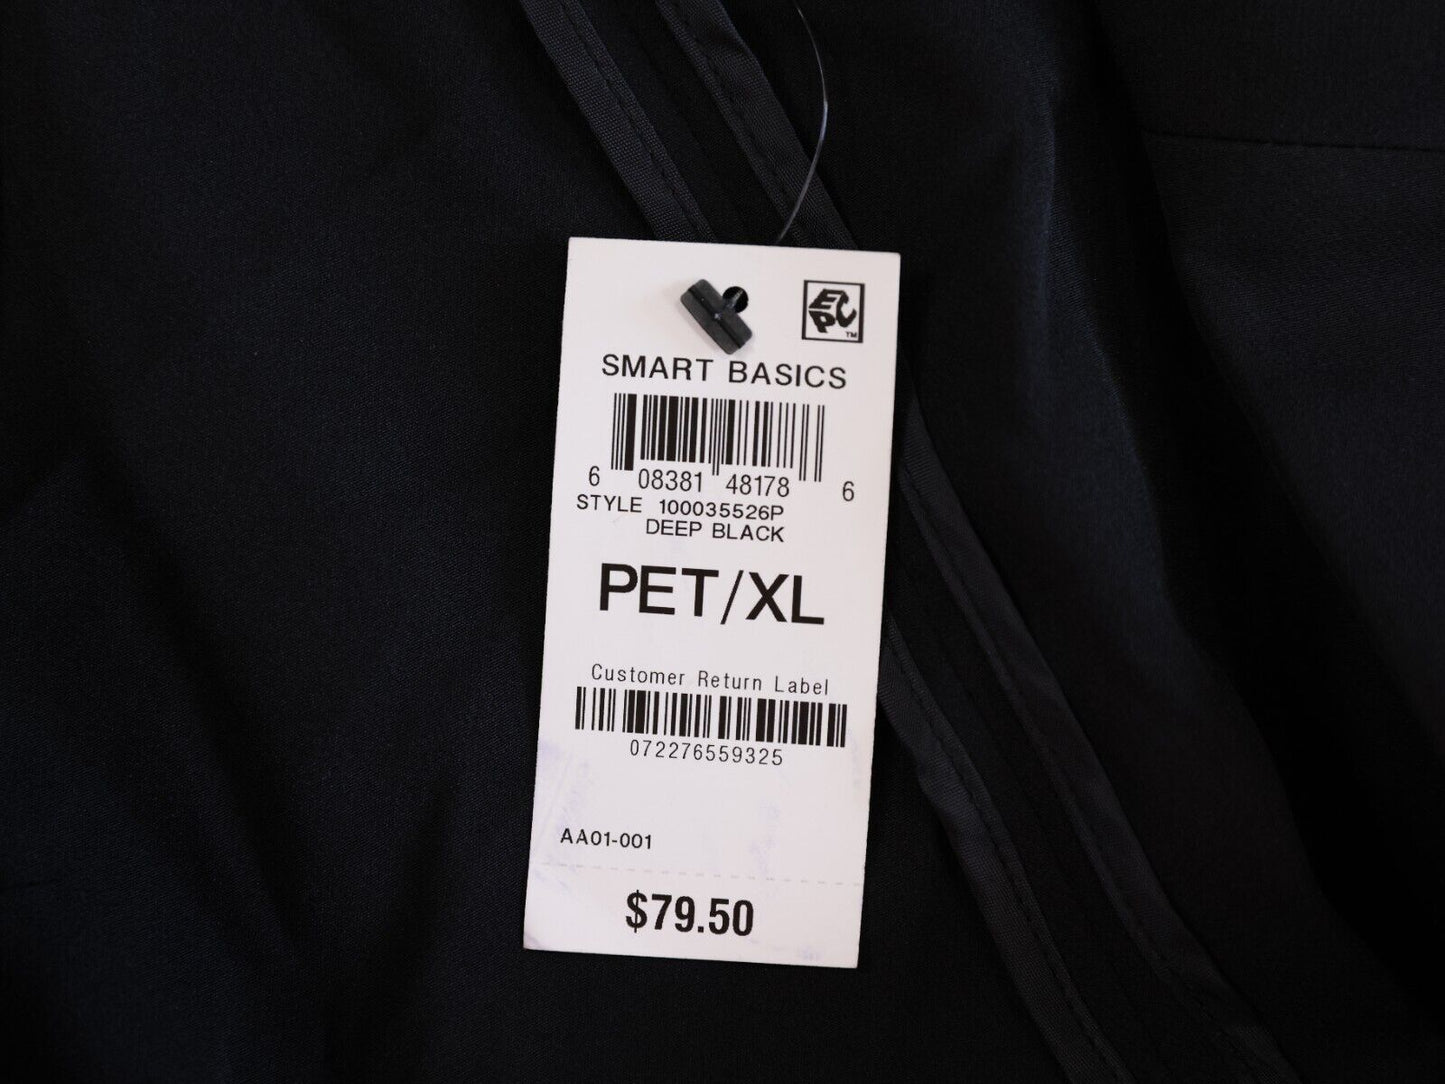 EPC
TM
SMART BASICS
6 08381 48178 6
STYLE 100035526P
DEEP BLACK
PET/XL
Customer Return Label
072276559325
AA01-001
$79.50